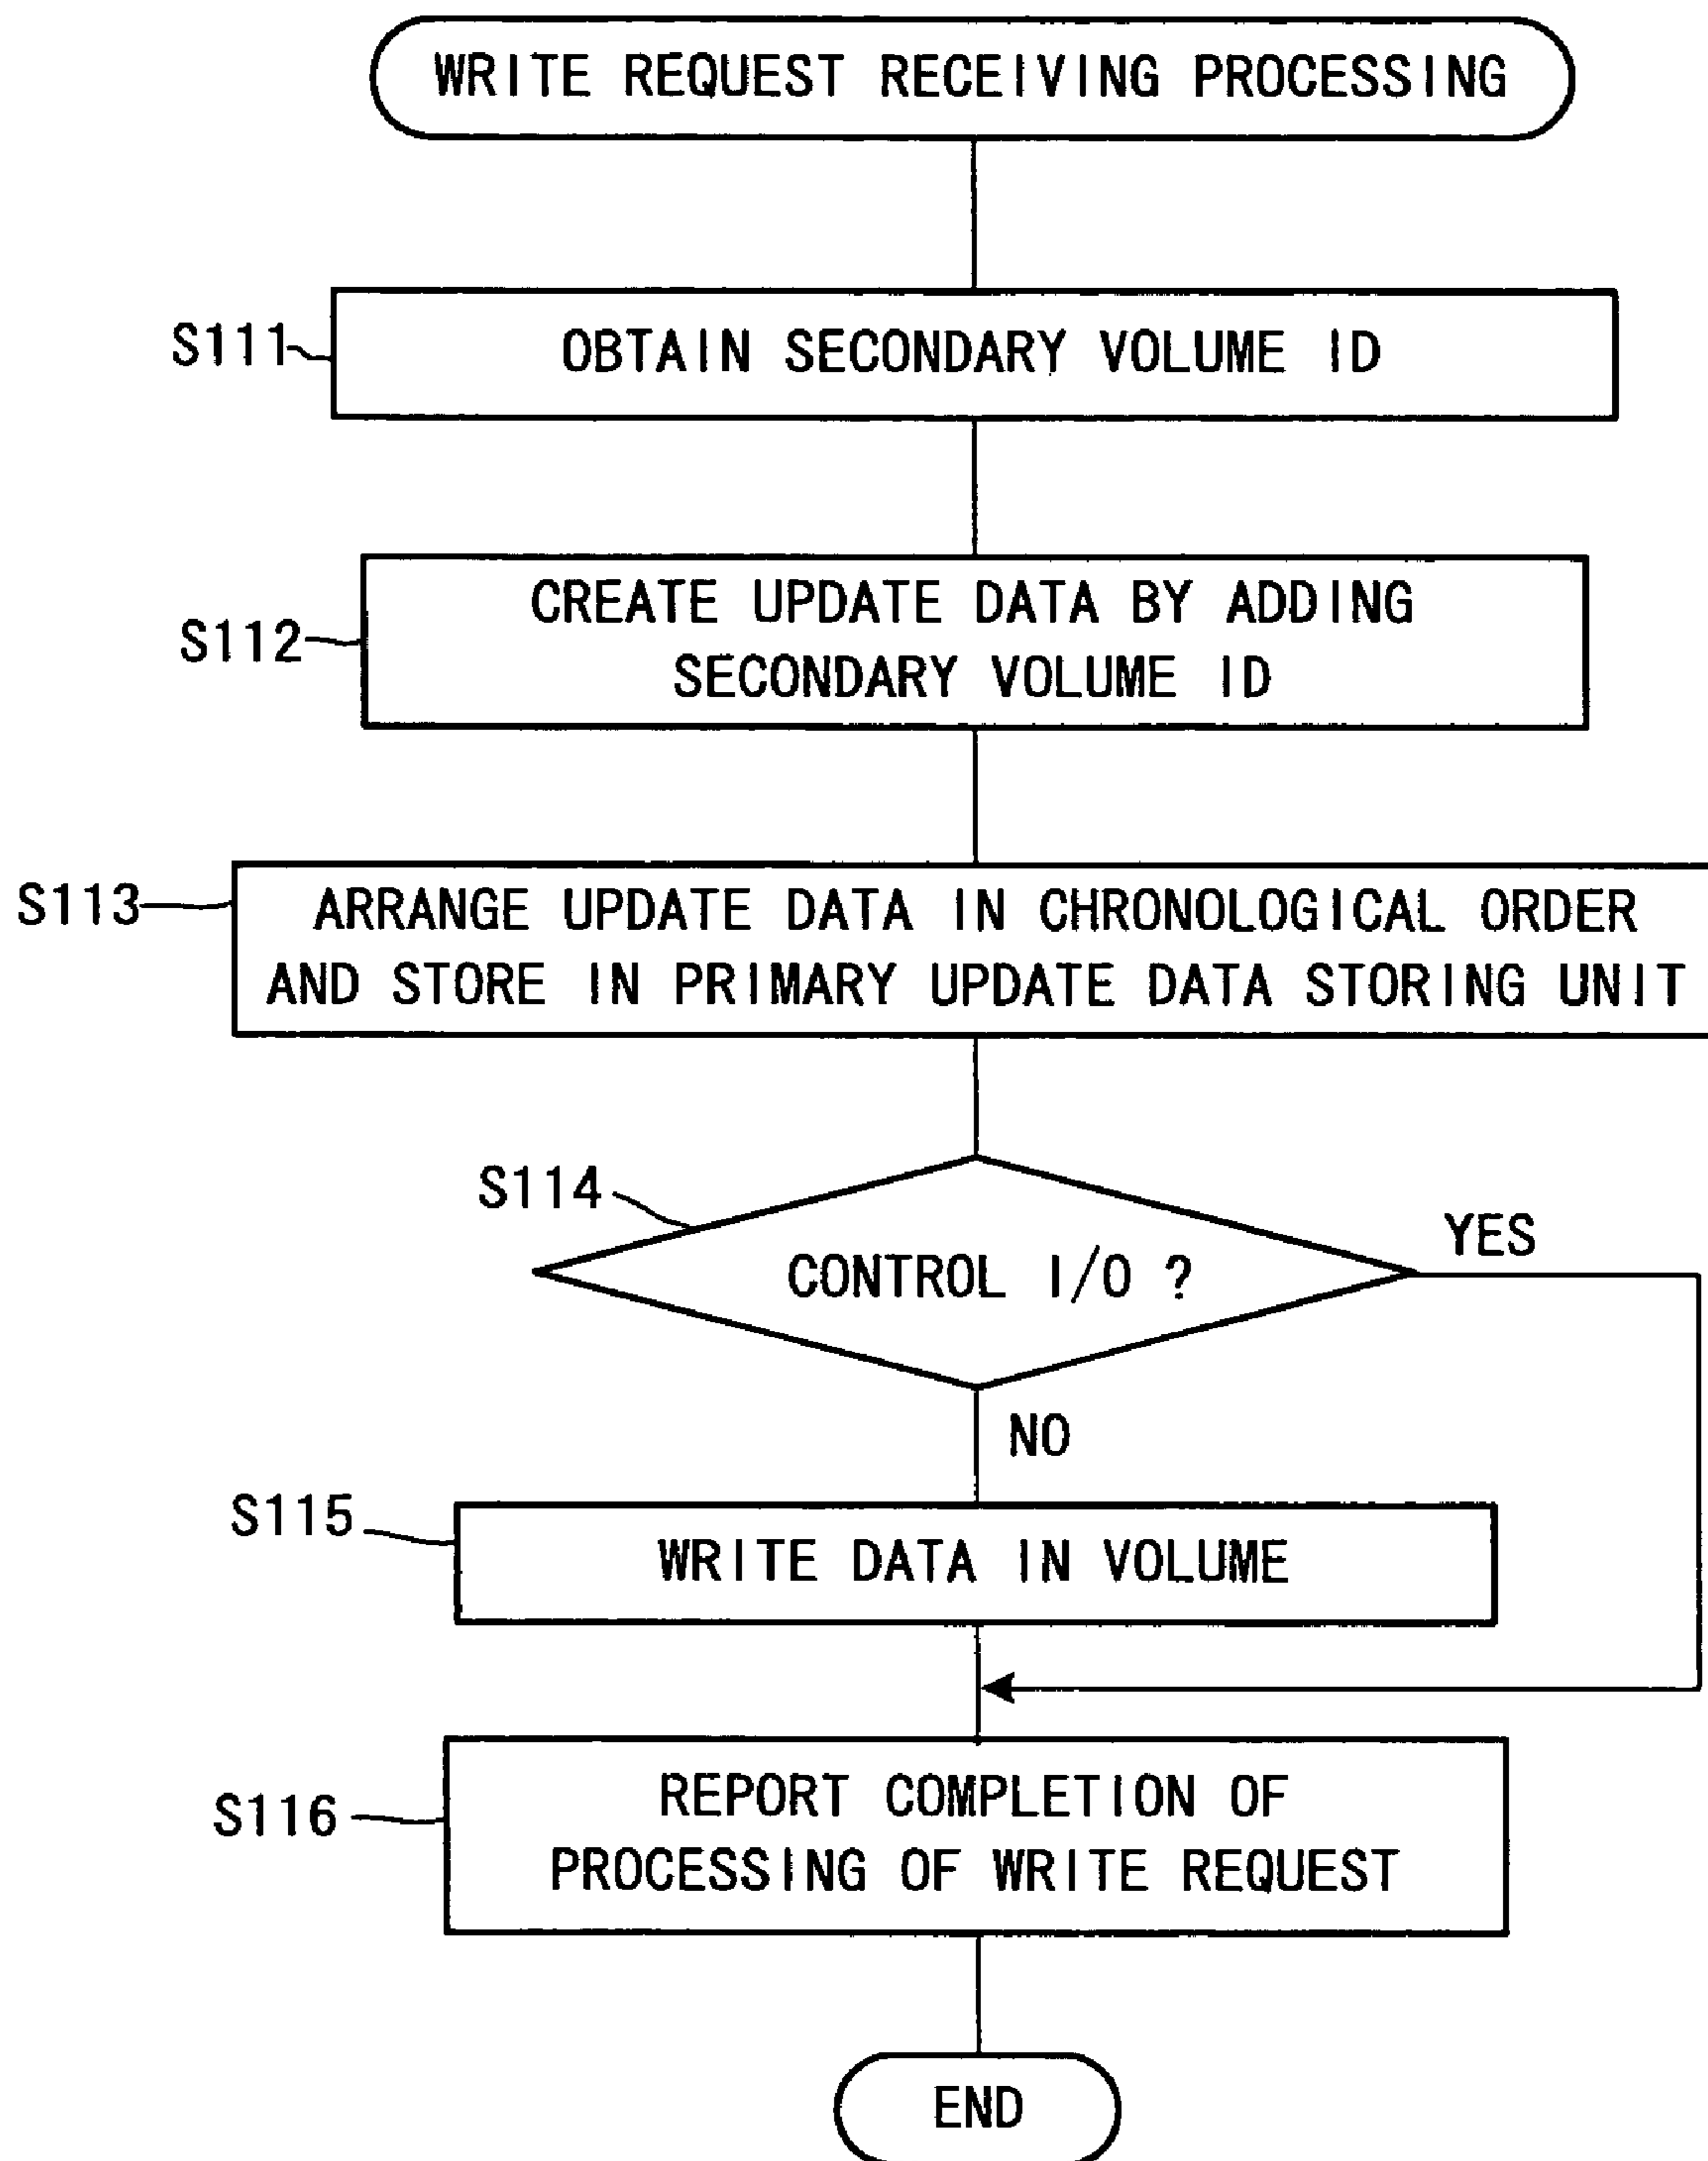 WRITE REQUEST RECEIVING PROCESSING
S111
OBTAIN SECONDARY VOLUME ID
S112
CREATE UPDATE DATA BY ADDING
SECONDARY VOLUME ID
S113
ARRANGE UPDATE DATA IN CHRONOLOGICAL ORDER
AND STORE IN PRIMARY UPDATE DATA STORING UNIT
S114
CONTROL I/O ?
YES
NO
S115
WRITE DATA IN VOLUME
S116
REPORT COMPLETION OF
PROCESSING OF WRITE REQUEST
END